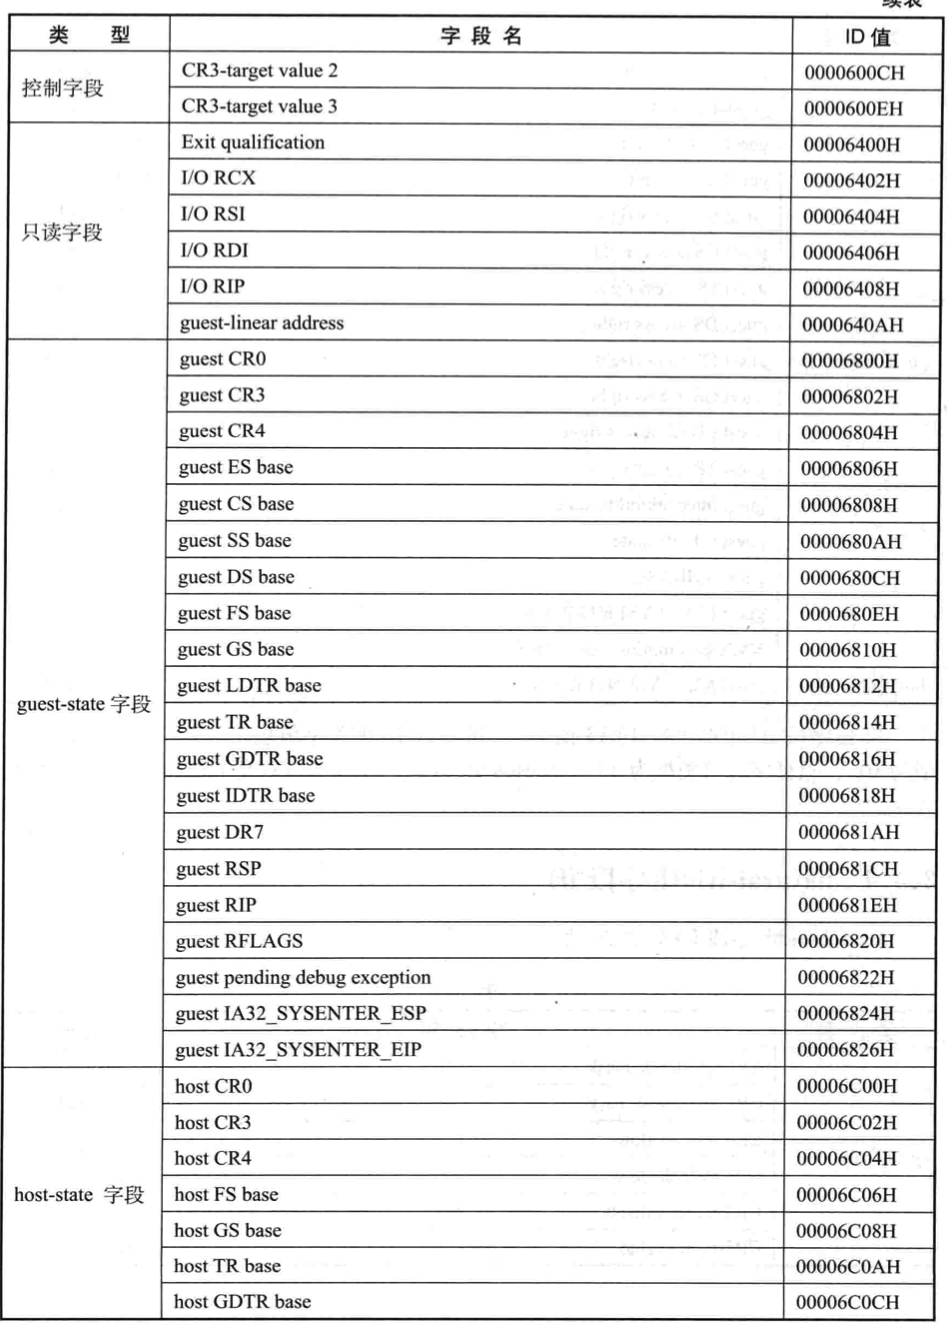 续表
类 型 字 段 名 ID 值
控制字段
CR3-target value 2 0000600CH
CR3-target value 3 0000600EH
只读字段
Exit qualification 00006400H
I/O RCX 00006402H
I/O RSI 00006404H
I/O RDI 00006406H
I/O RIP 00006408H
guest-linear address 0000640AH
guest-state 字段
guest CR0 00006800H
guest CR3 00006802H
guest CR4 00006804H
guest ES base 00006806H
guest CS base 00006808H
guest SS base 0000680AH
guest DS base 0000680CH
guest FS base 0000680EH
guest GS base 00006810H
guest LDTR base 00006812H
guest TR base 00006814H
guest GDTR base 00006816H
guest IDTR base 00006818H
guest DR7 0000681AH
guest RSP 0000681CH
guest RIP 0000681EH
guest RFLAGS 00006820H
guest pending debug exception 00006822H
guest IA32_SYSENTER_ESP 00006824H
guest IA32_SYSENTER_EIP 00006826H
host-state 字段
host CR0 00006C00H
host CR3 00006C02H
host CR4 00006C04H
host FS base 00006C06H
host GS base 00006C08H
host TR base 00006C0AH
host GDTR base 00006C0CH